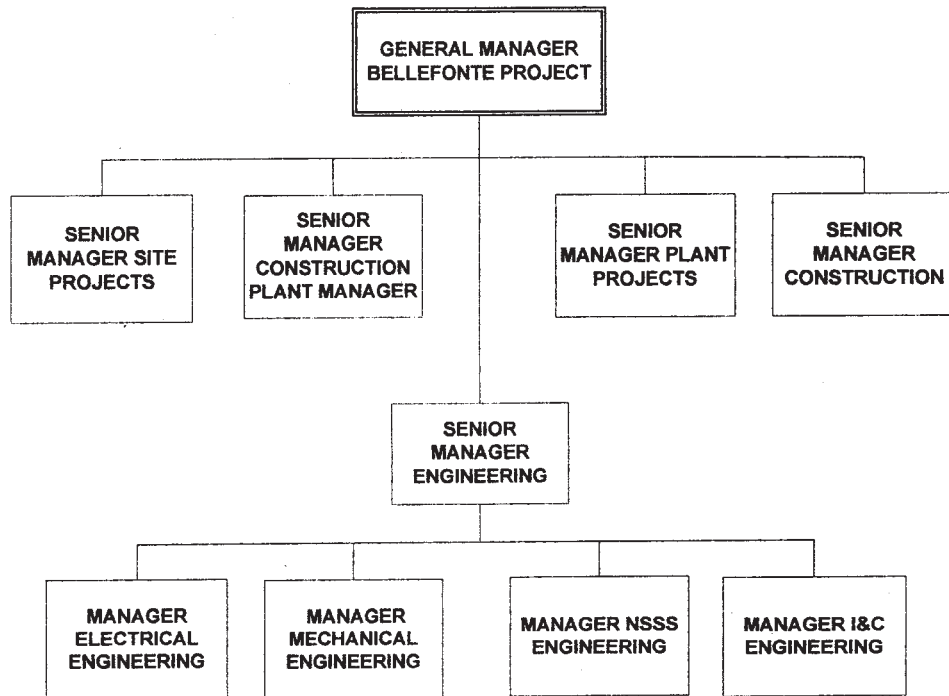 GENERAL MANAGER
BELLEFONTE PROJECT
SENIOR
MANAGER SITE
PROJECTS
SENIOR
MANAGER
CONSTRUCTION
PLANT MANAGER
SENIOR
MANAGER PLANT
PROJECTS
SENIOR
MANAGER
CONSTRUCTION
SENIOR
MANAGER
ENGINEERING
MANAGER
ELECTRICAL
ENGINEERING
MANAGER
MECHANICAL
ENGINEERING
MANAGER NSSS
ENGINEERING
MANAGER I&C
ENGINEERING